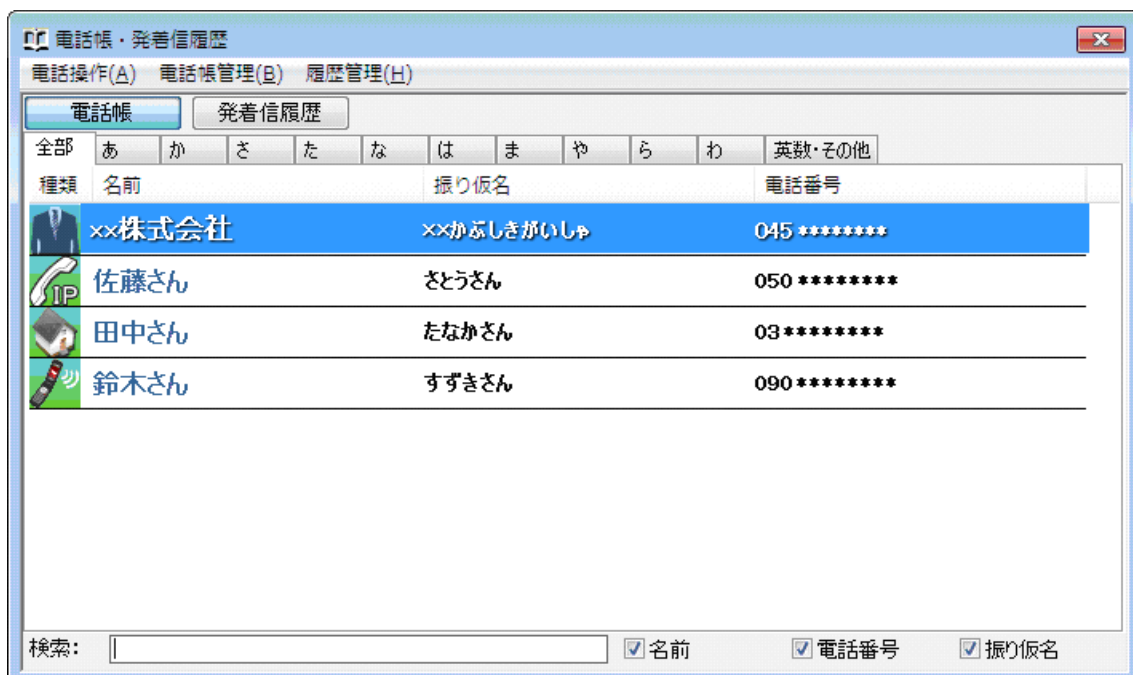 電話帳・発着信履歴
電話操作(A) 電話帳管理(B) 履歴管理(H)
電話帳 発着信履歴
全部 あ か さ た な は ま や ら わ 英数・その他
種類 名前 振り仮名 電話番号
××株式会社 ××かぶしきがいしゃ 045********
IP 佐藤さん さとうさん 050********
田中さん たなかさん 03********
鈴木さん すずきさん 090********
検索: 名前 電話番号 振り仮名